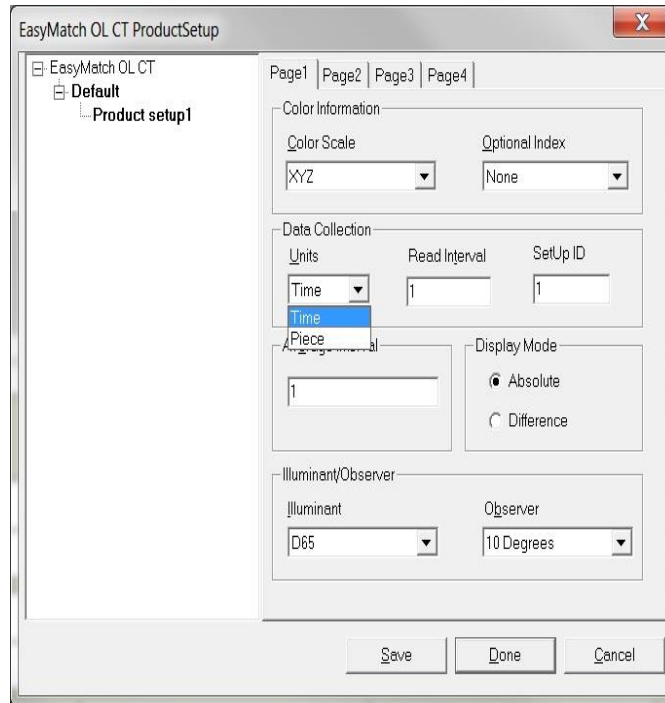 EasyMatch OL CT ProductSetup
X
EasyMatch OL CT
Default
Product setup1
Page1 Page2 Page3 Page4
Color Information
Color Scale Optional Index
XYZ None
Data Collection
Units Read Interval SetUp ID
Time 1 1
Time
Piece
Display Mode
1
Absolute
Difference
Illuminant/Observer
Illuminant Observer
D65 10 Degrees
Save Done Cancel